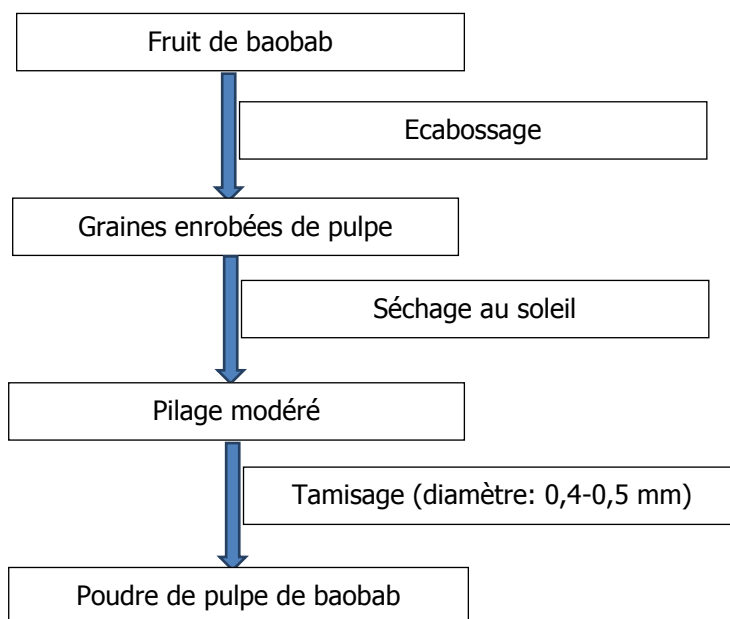 Fruit de baobab
Ecabossage
Graines enrobées de pulpe
Séchage au soleil
Pilage modéré
Tamisage (diamètre: 0,4-0,5 mm)
Poudre de pulpe de baobab